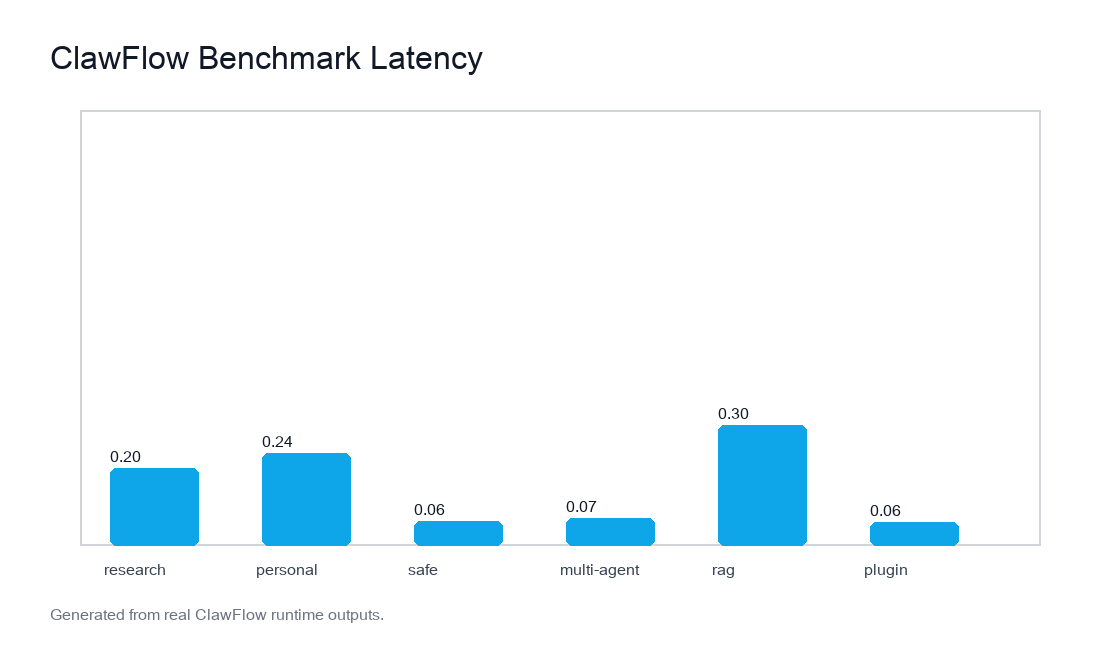 ClawFlow Benchmark Latency
0.20
0.24
0.06
0.07
0.30
0.06
research
personal
safe
multi-agent
rag
plugin
Generated from real ClawFlow runtime outputs.